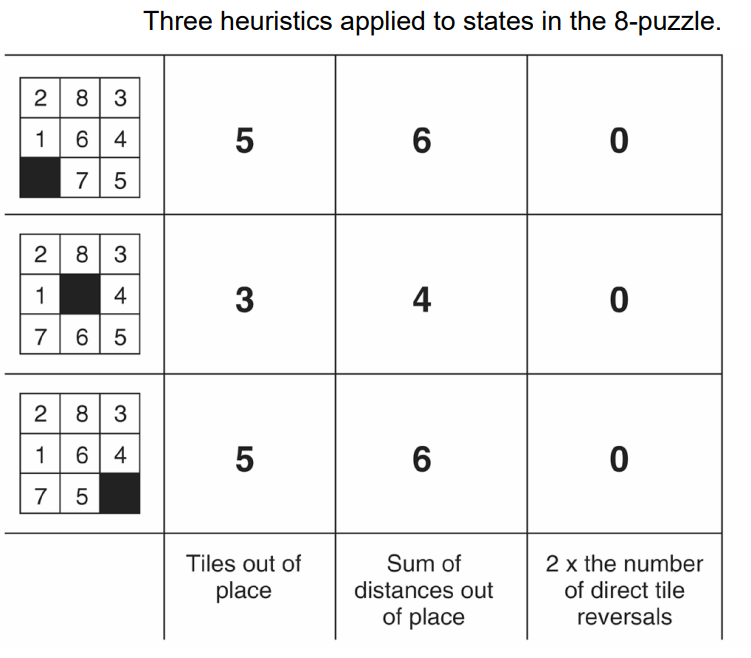 Three heuristics applied to states in the 8-puzzle.
2 8 3
1 6 4
7 5
5 6 0
2 8 3
1 4
7 6 5
3 4 0
2 8 3
1 6 4
7 5
5 6 0
Tiles out of
place
Sum of
distances out
of place
2 x the number
of direct tile
reversals